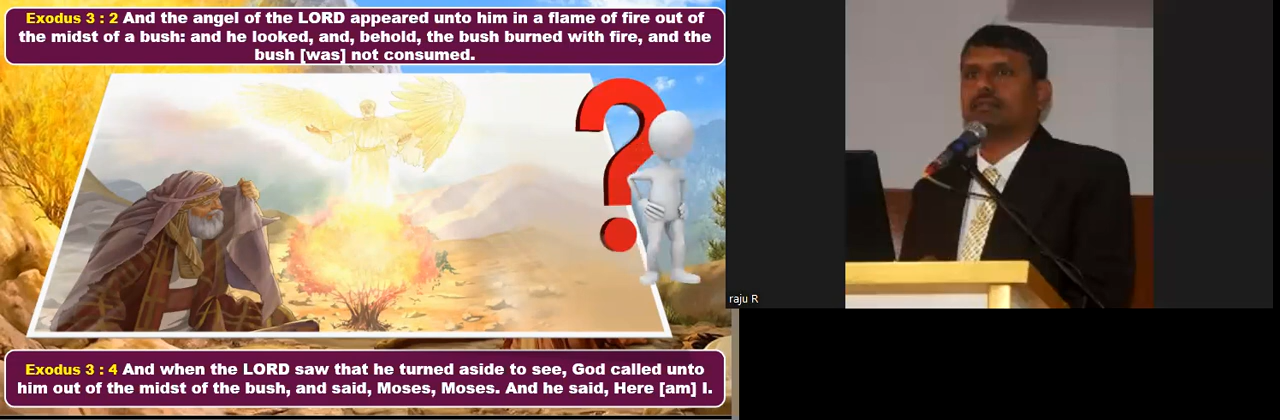 Exodus 3 : 2 And the angel of the LORD appeared unto him in a flame of fire out of
the midst of a bush: and he looked, and, behold, the bush burned with fire, and the
bush [was] not consumed.
?
raju R
Exodus 3 : 4 And when the LORD saw that he turned aside to see, God called unto
him out of the midst of the bush, and said, Moses, Moses. And he said, Here [am] I.